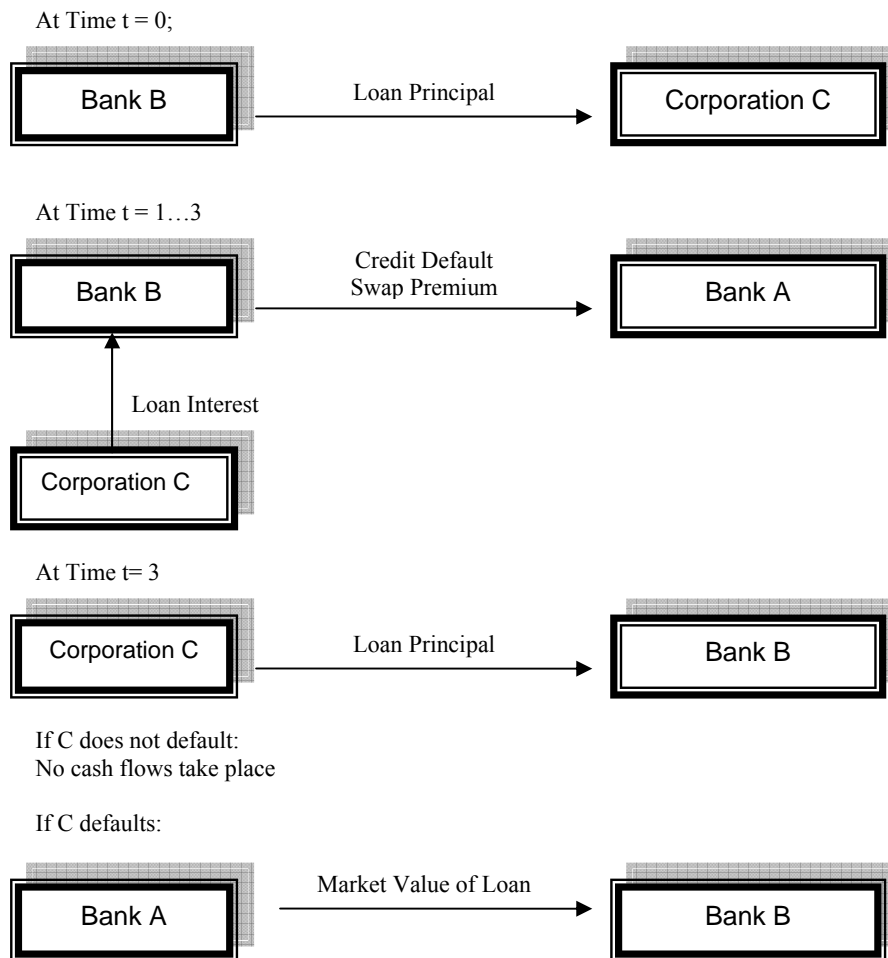 At Time t = 0;
Bank B
Loan Principal
Corporation C
At Time t = 1…3
Bank B
Credit Default
Swap Premium
Bank A
Loan Interest
Corporation C
At Time t= 3
Corporation C
Loan Principal
Bank B
If C does not default:
No cash flows take place
If C defaults:
Bank A
Market Value of Loan
Bank B